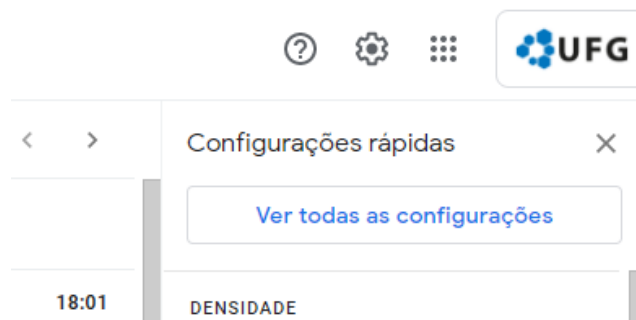 UFG
Configurações rápidas
Ver todas as configurações
18:01
DENSIDADE